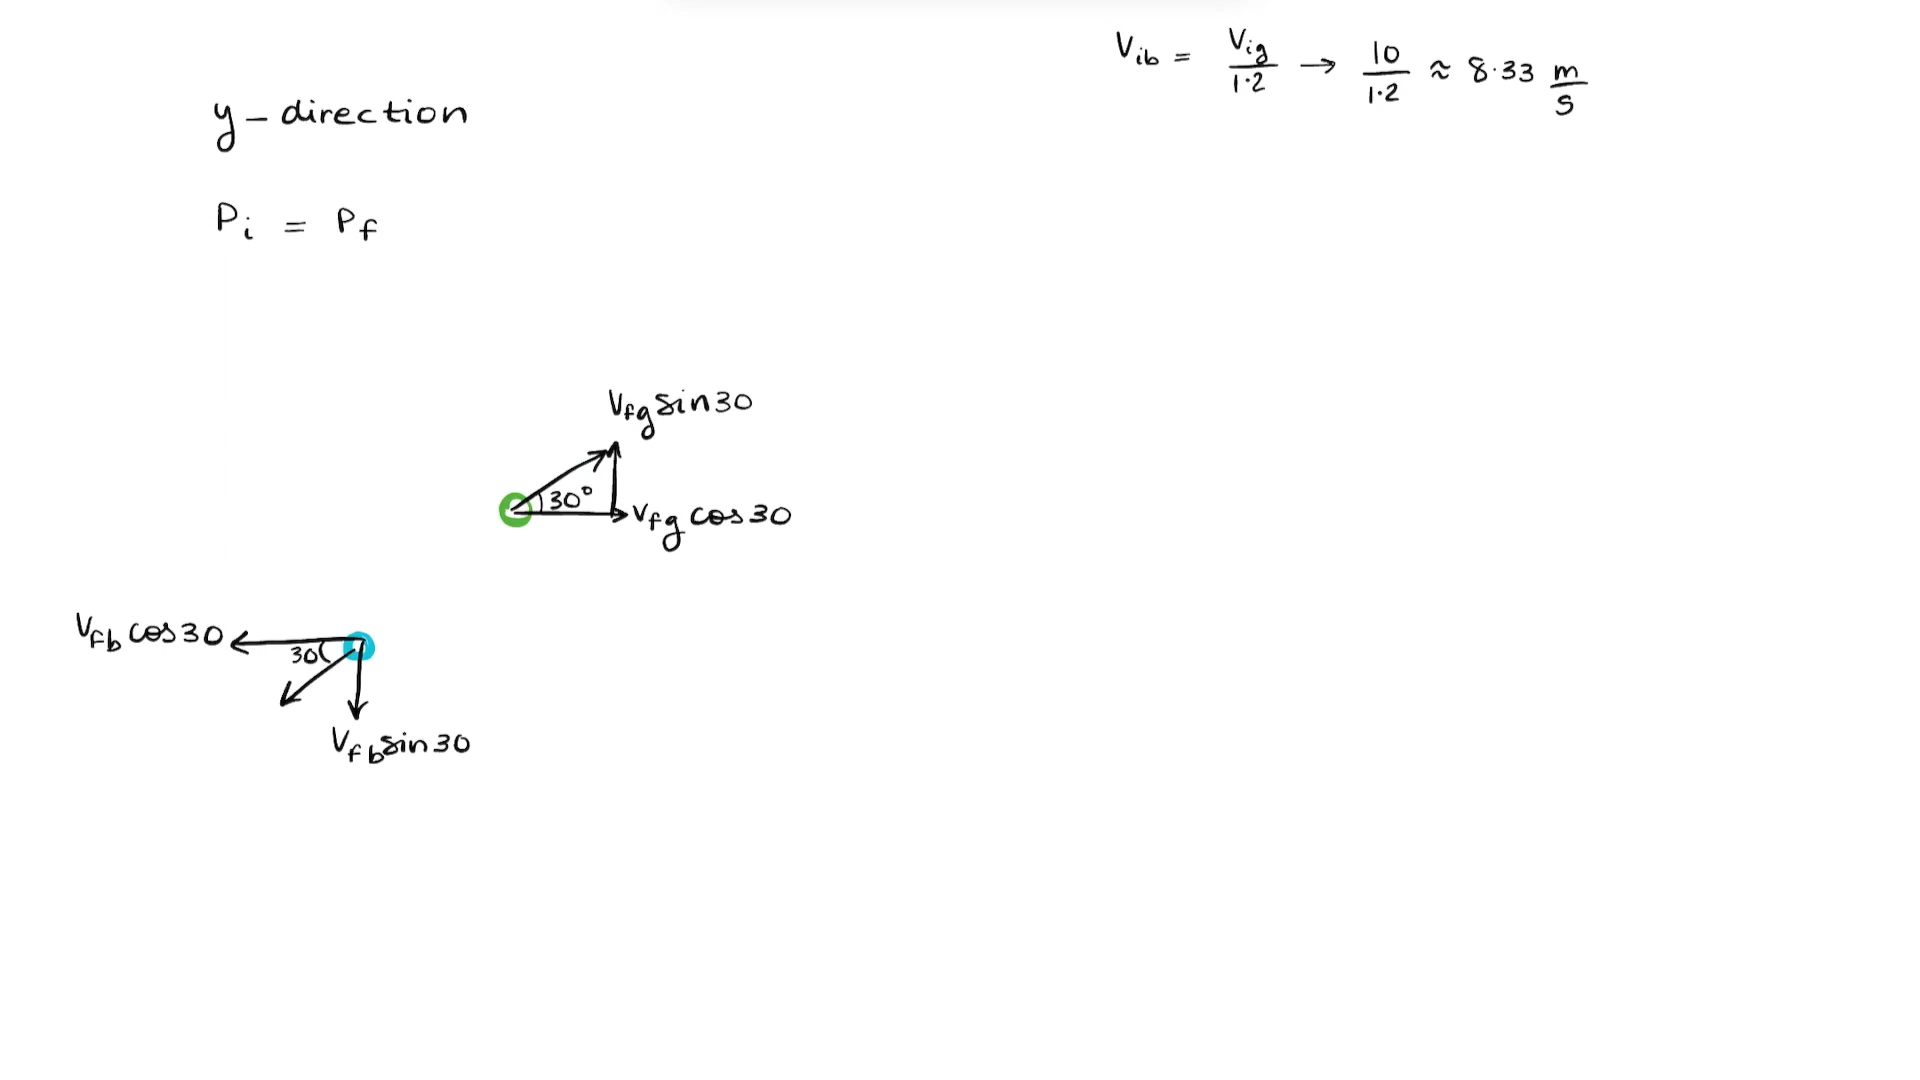 V_ib = V_ig / 1.2 → 10 / 1.2 ≈ 8.33 m/s
y - direction
P_i = P_f
V_fg sin30
30°
V_fg cos30
V_fb cos30
30
V_fb sin30